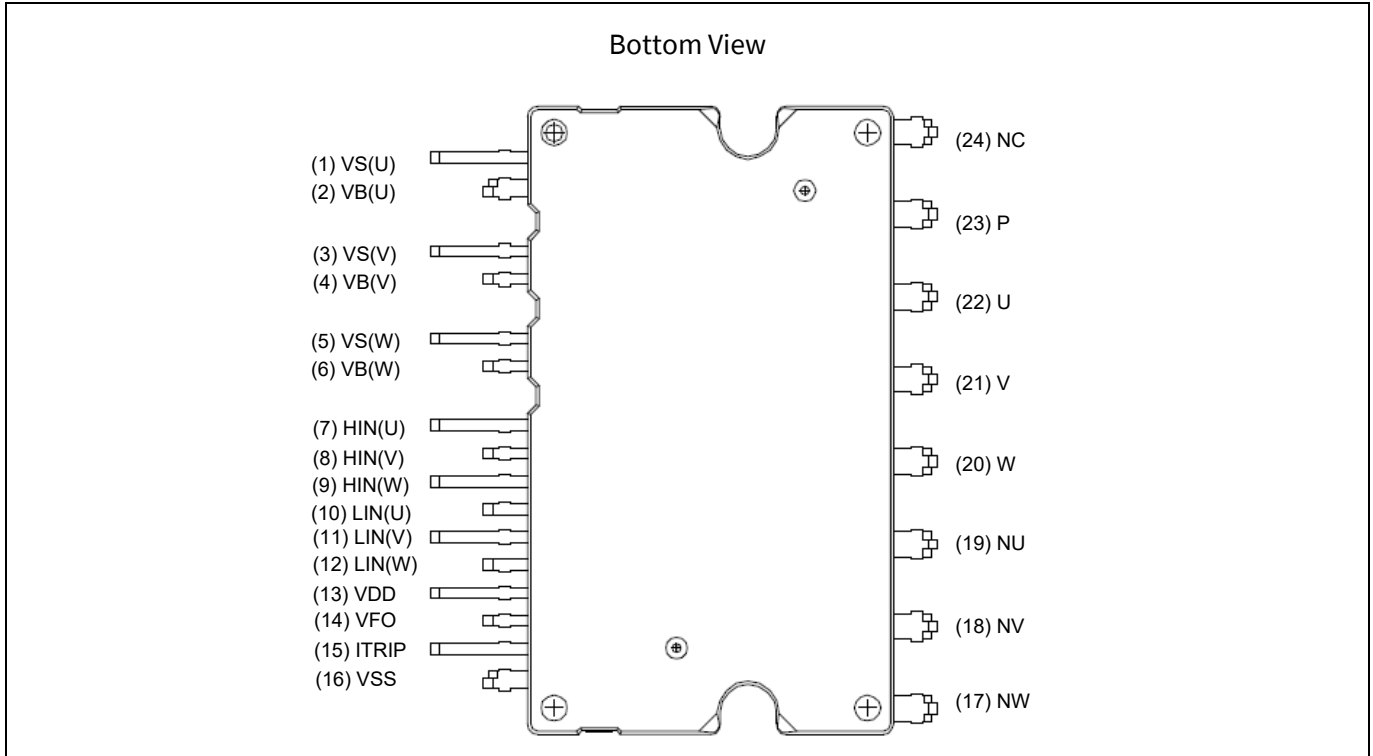 Bottom View
(1) VS(U)
(2) VB(U)
(3) VS(V)
(4) VB(V)
(5) VS(W)
(6) VB(W)
(7) HIN(U)
(8) HIN(V)
(9) HIN(W)
(10) LIN(U)
(11) LIN(V)
(12) LIN(W)
(13) VDD
(14) VFO
(15) ITRIP
(16) VSS
(24) NC
(23) P
(22) U
(21) V
(20) W
(19) NU
(18) NV
(17) NW